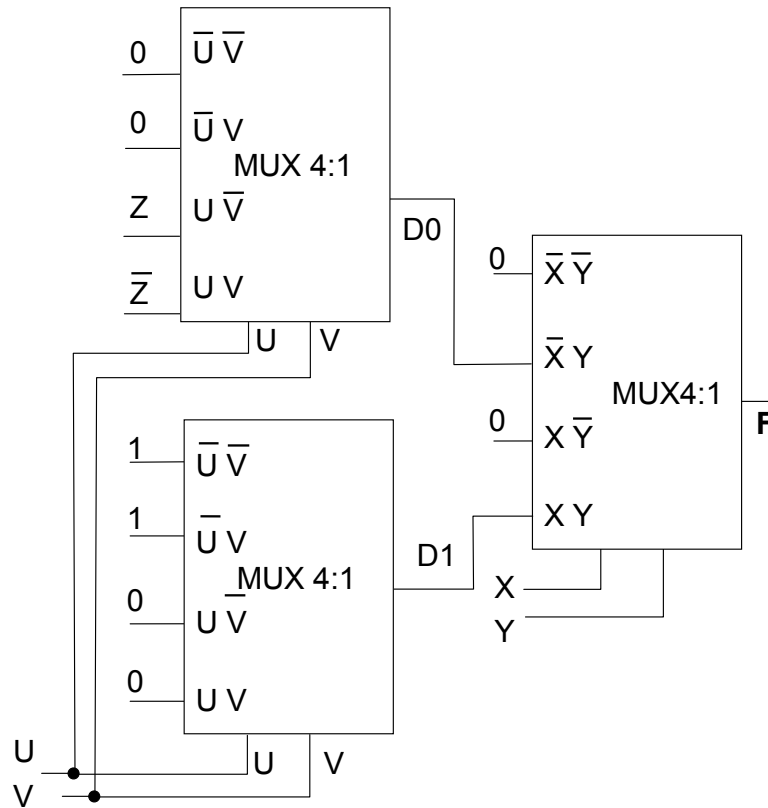 0 U̅ V̅
0 U̅ V
MUX 4:1
Z U V̅
Z̅ U V
U V
D0
0 X̅ Y̅
X̅ Y
MUX4:1
0 X Y̅
X Y
F
X
Y
1 U̅ V̅
1 U̅ V
MUX 4:1
0 U V̅
0 U V
U V
D1
U
V